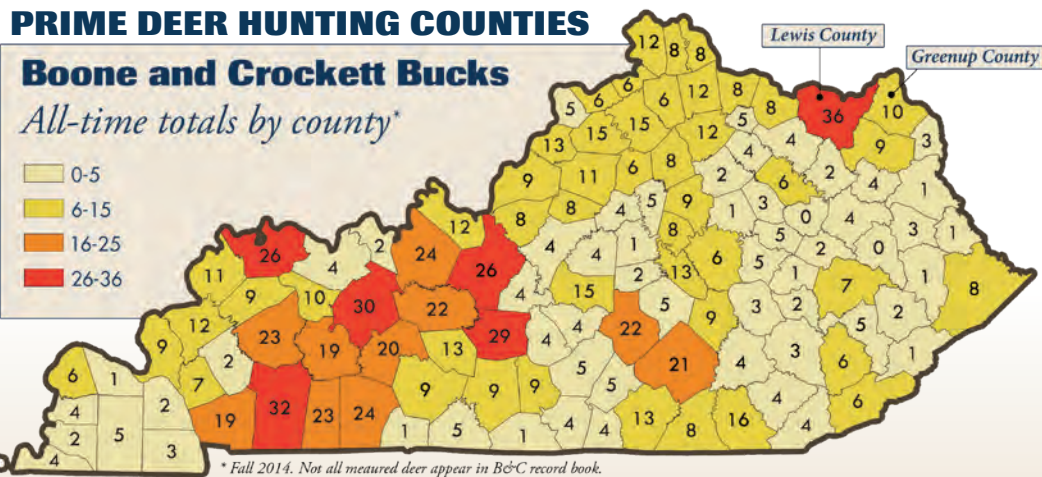 PRIME DEER HUNTING COUNTIES
Boone and Crockett Bucks
All-time totals by county*
0-5
6-15
16-25
26-36
Lewis County
Greenup County
12 8 8
5 6 6 6 12 8 8 36 10
13 15 15 12 5 4 4 9 3
9 11 6 8 2 6 2 4 1
8 8 4 5 9 1 3 0 4 3 1
26 4 2 24 12 26 4 4 1 8 6 5 2 0
11 9 10 30 22 4 15 2 13 5 1 7 1 8
12 23 19 20 13 29 4 4 22 5 9 3 2 5 2
9 2 21 4 3 6 1
6 1 7 9 9 9 5 5 4 6
4 2 19 32 23 24 13 8 16
2 5 3 1 5 1 4 4 4
4
* Fall 2014. Not all meaured deer appear in B&C record book.